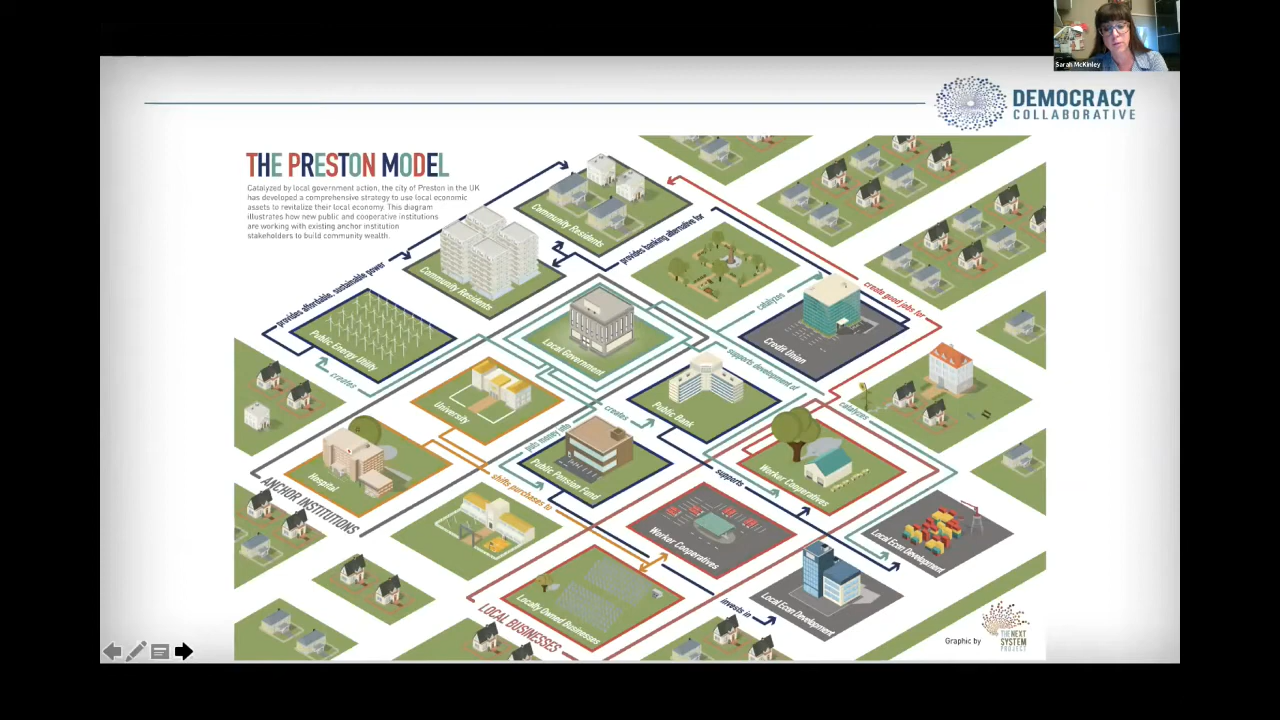 Sarah McKinley
DEMOCRACY
COLLABORATIVE
THE PRESTON MODEL
Catalyzed by local government action, the city of Preston in the UK
has developed a comprehensive strategy to use local economic
assets to revitalize their local economy. This diagram
illustrates how new public and cooperative institutions
are working with existing anchor institution
stakeholders to build community wealth.
Community Residents
provides banking alternative for
Community Residents
provides affordable, sustainable power
catalyzes
create good jobs for
Public Energy Utility
Local Government
Credit Union
creates
supports development of
University
creates
Public Bank
catalyzes
puts money into
Hospital
Public Pension Fund
shifts purchases to
supports
Worker Cooperatives
ANCHOR INSTITUTIONS
Worker Cooperatives
Local Econ Development
Locally Owned Businesses
invests in
Local Econ Development
LOCAL BUSINESSES
Graphic by
THE NEXT
SYSTEM
PROJECT